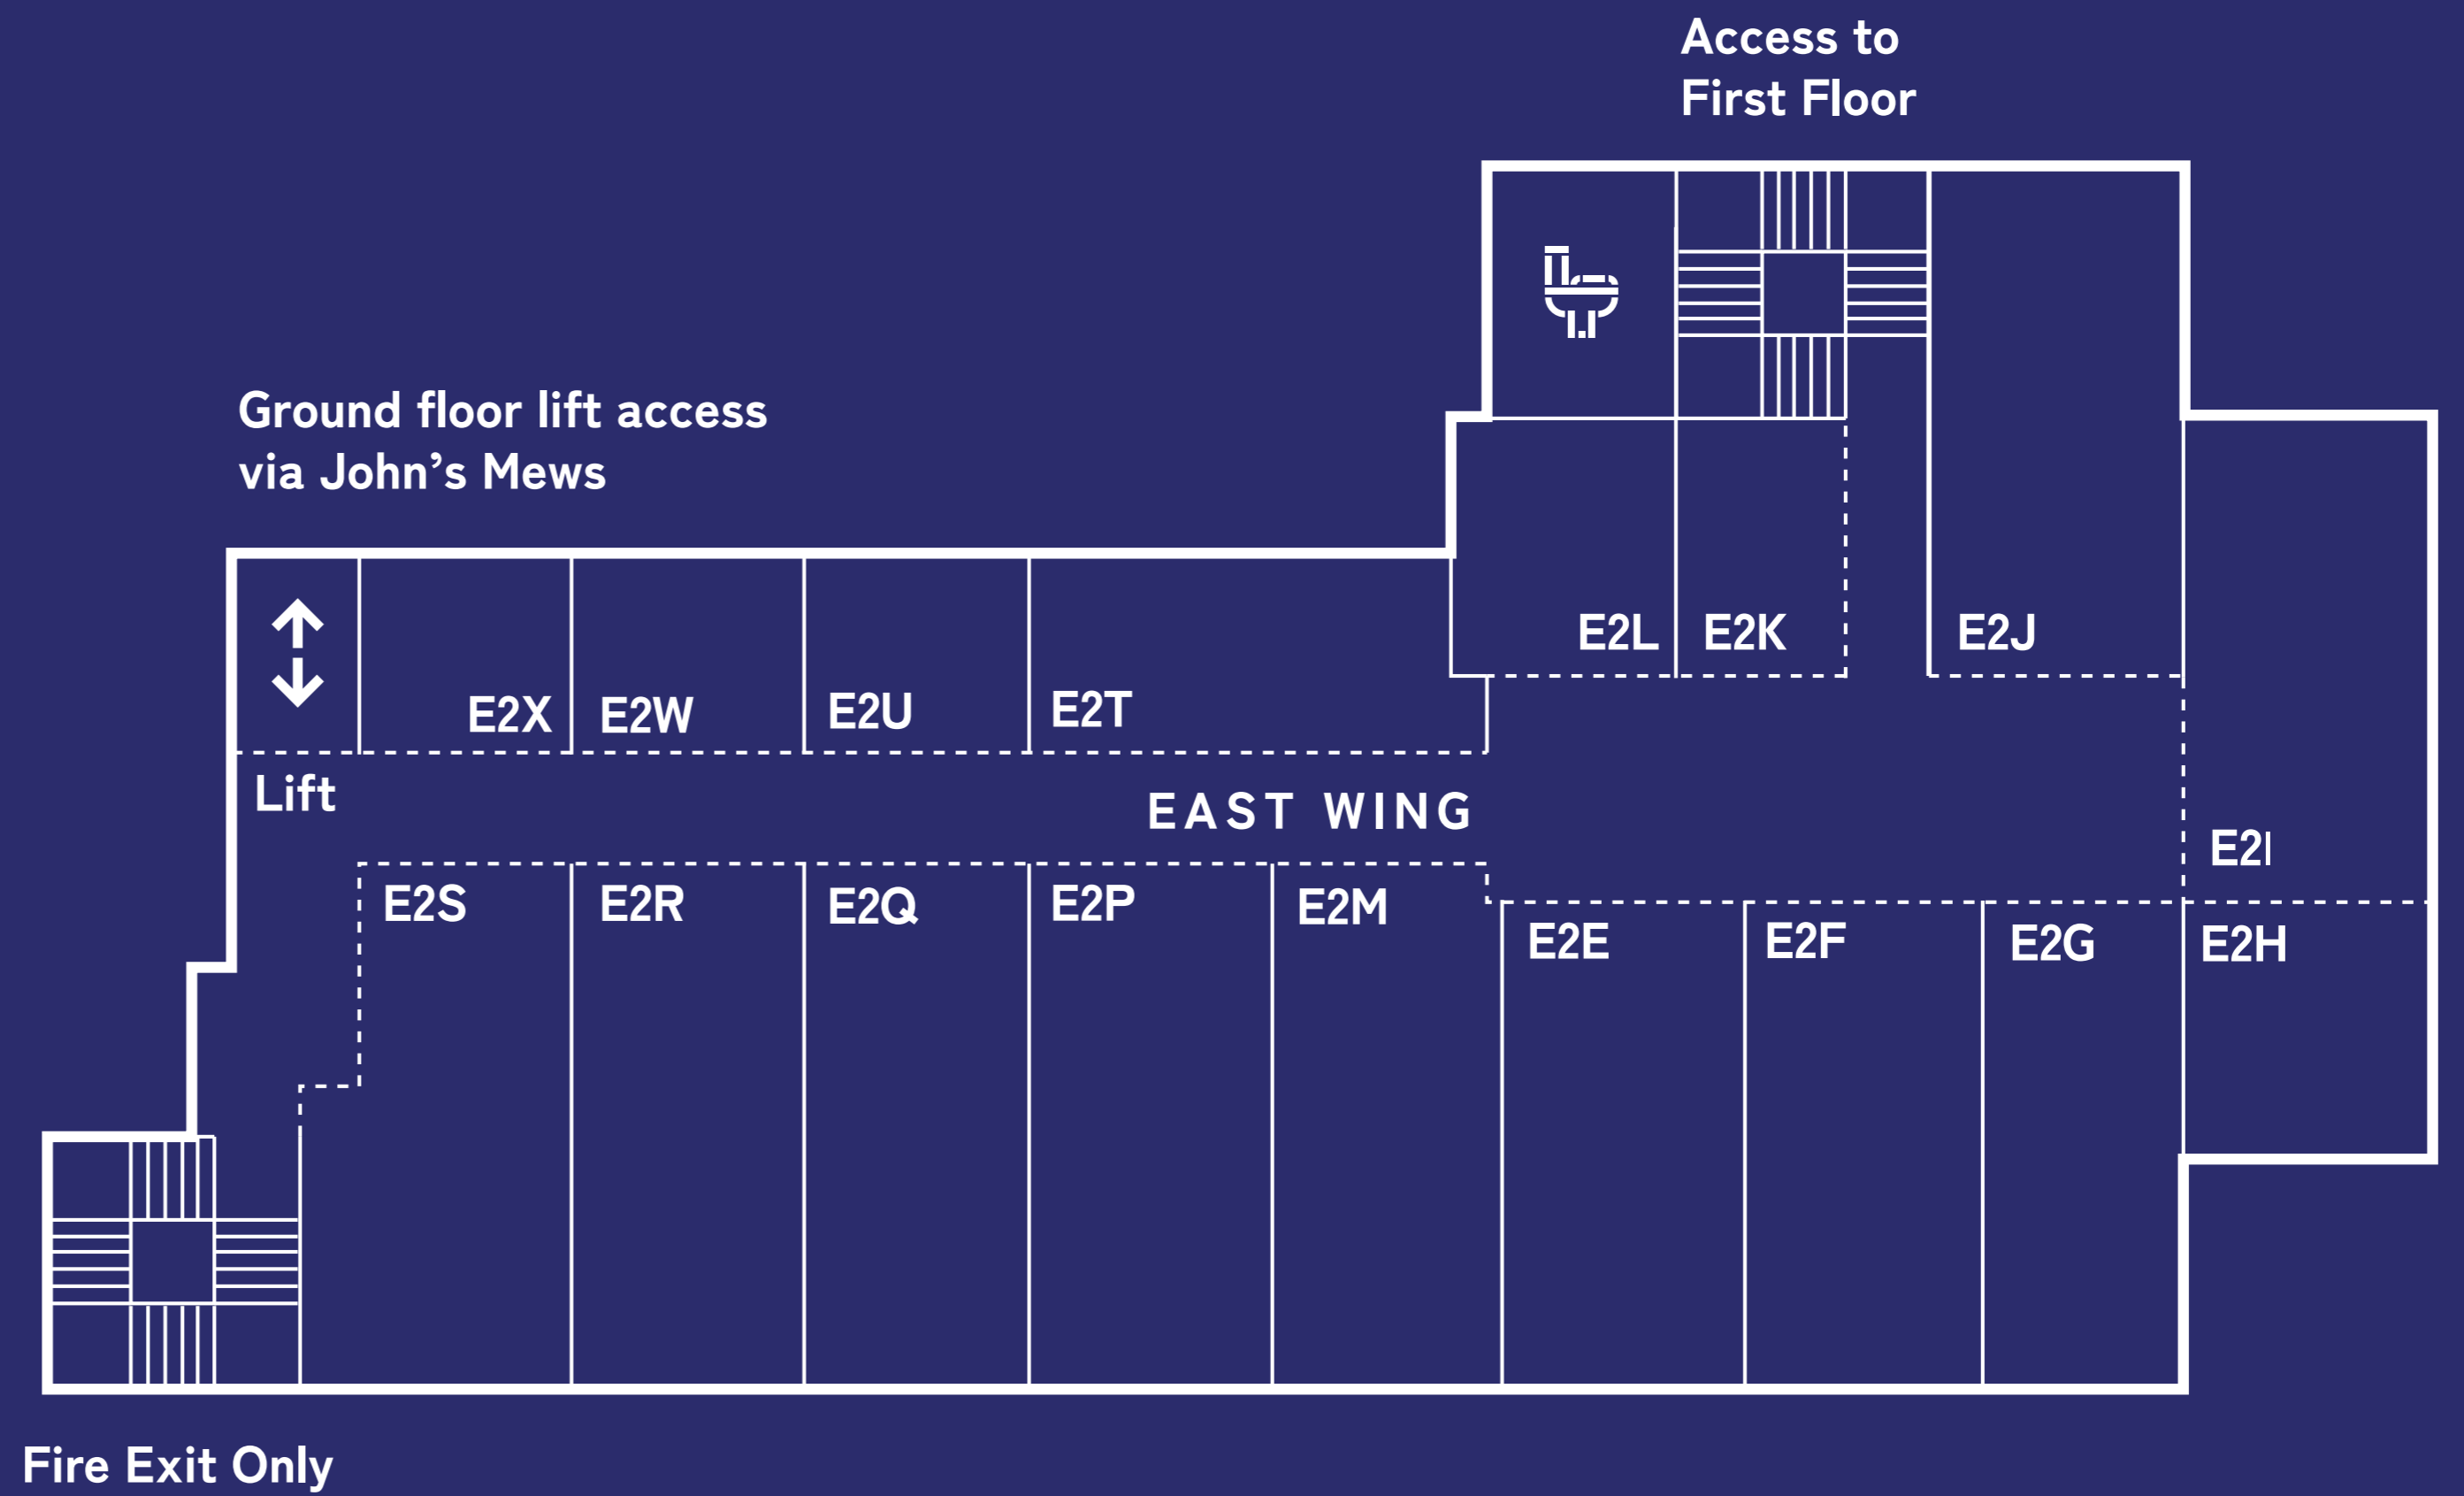 Access to
First Floor
Ground floor lift access
via John’s Mews
E2L
E2K
E2J
E2X
E2W
E2U
E2T
Lift
EAST WING
E2I
E2S
E2R
E2Q
E2P
E2M
E2E
E2F
E2G
E2H
Fire Exit Only